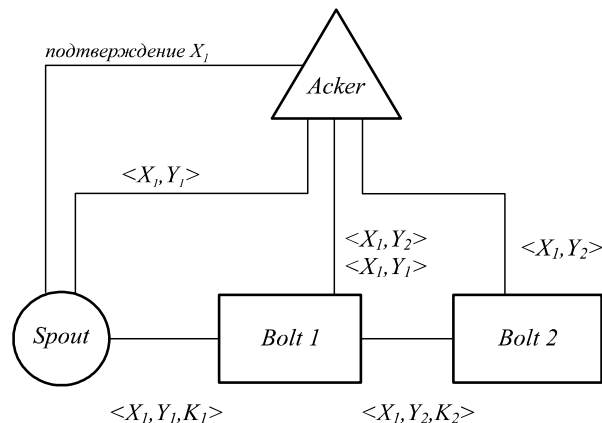 подтверждение X₁
Acker
<X₁,Y₁>
<X₁,Y₂>
<X₁,Y₁>
<X₁,Y₂>
Spout
Bolt 1
Bolt 2
<X₁,Y₁,K₁>
<X₁,Y₂,K₂>